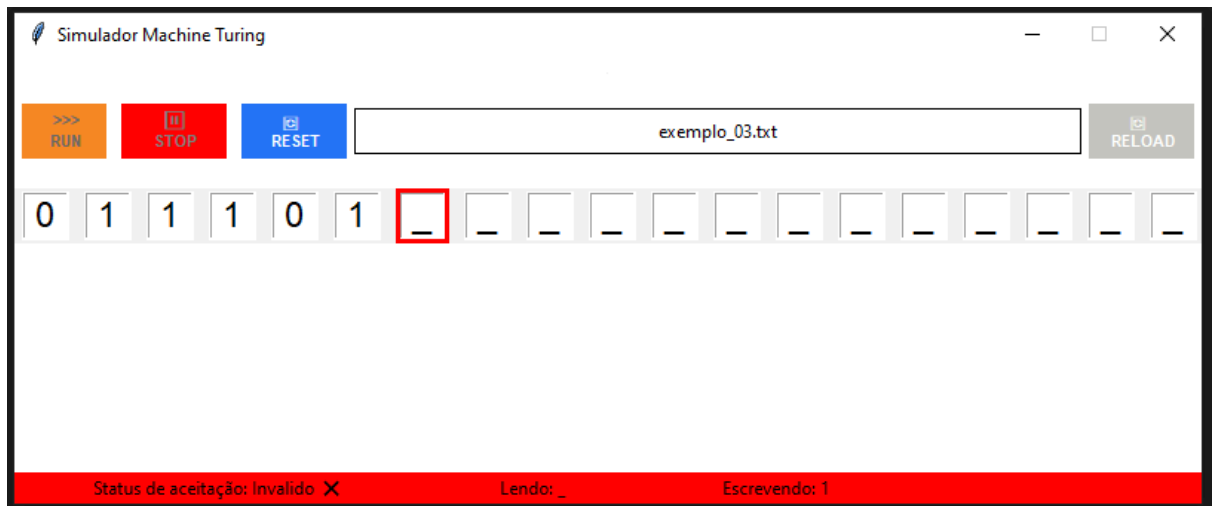 Simulador Machine Turing
>>> RUN
STOP
RESET
exemplo_03.txt
RELOAD
0 1 1 1 0 1 _ _ _ _ _ _ _ _ _ _ _ _ _
Status de aceitação: Invalido ✕ Lendo: _ Escrevendo: 1